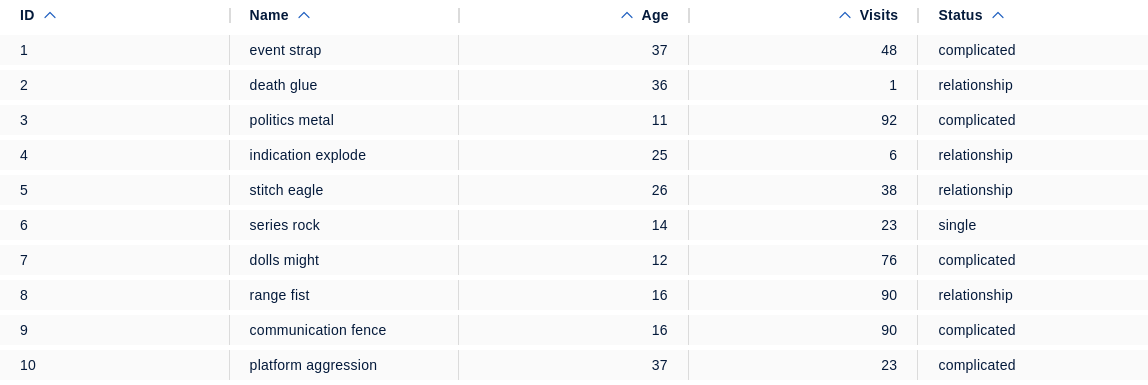 ID Name Age Visits Status
1 event strap 37 48 complicated
2 death glue 36 1 relationship
3 politics metal 11 92 complicated
4 indication explode 25 6 relationship
5 stitch eagle 26 38 relationship
6 series rock 14 23 single
7 dolls might 12 76 complicated
8 range fist 16 90 relationship
9 communication fence 16 90 complicated
10 platform aggression 37 23 complicated